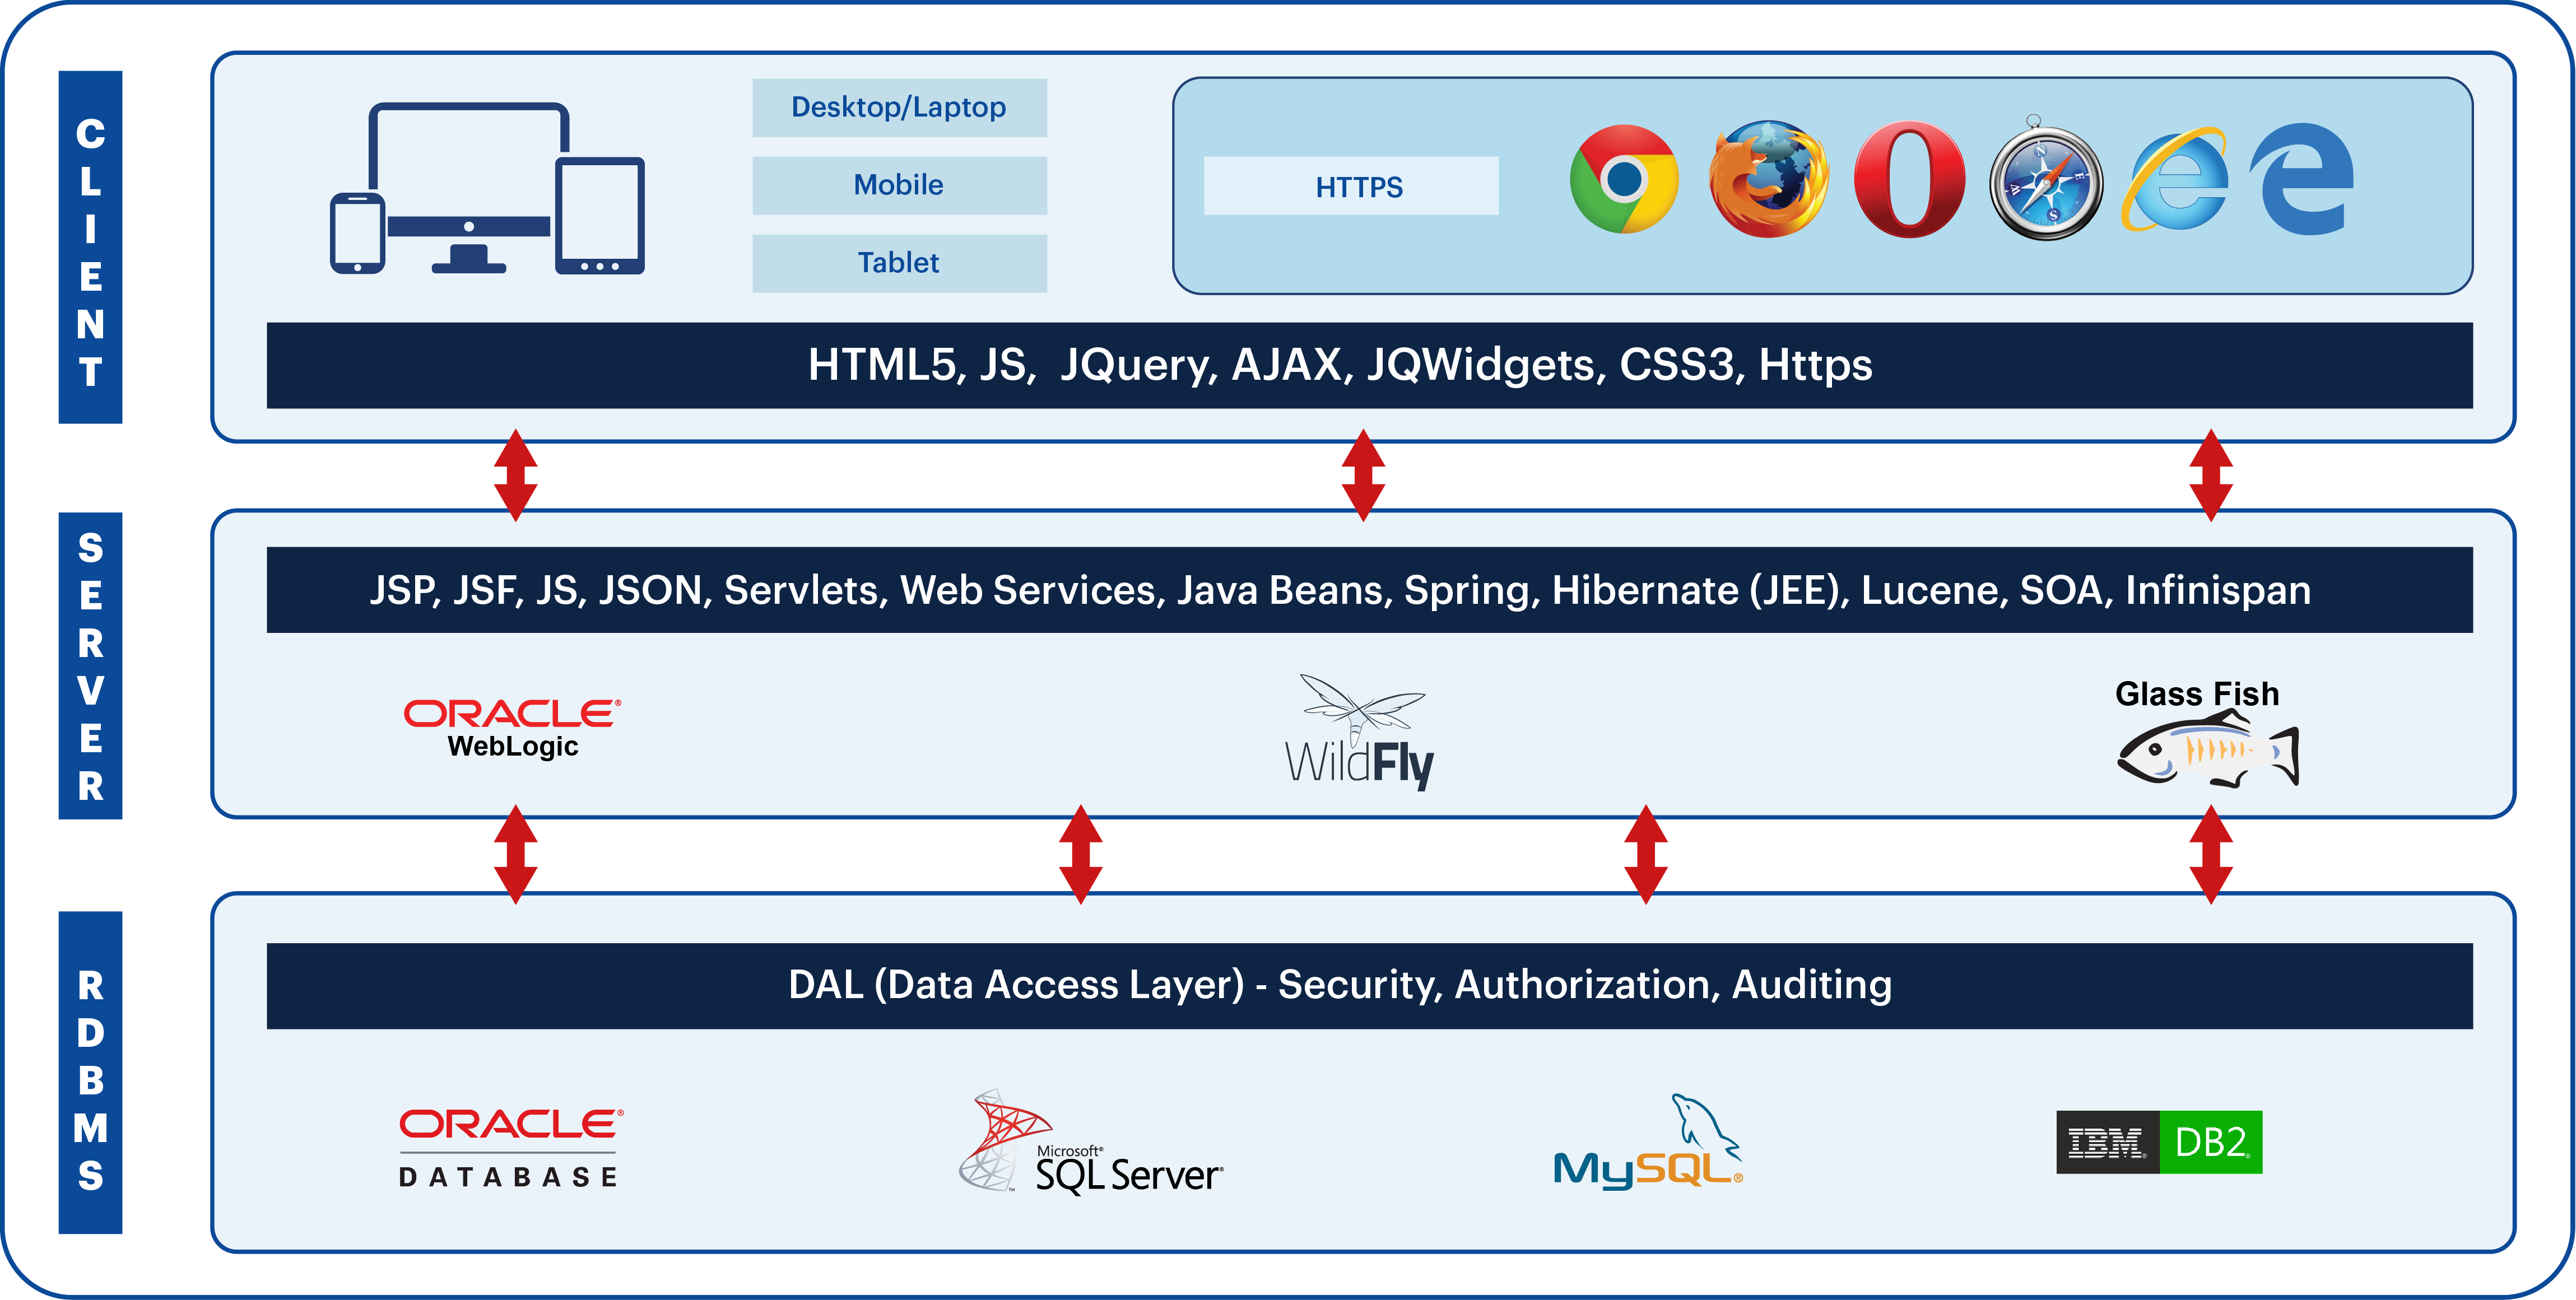 CLIENT
Desktop/Laptop
Mobile
Tablet
HTTPS
HTML5, JS, JQuery, AJAX, JQWidgets, CSS3, Https
SERVER
JSP, JSF, JS, JSON, Servlets, Web Services, Java Beans, Spring, Hibernate (JEE), Lucene, SOA, Infinispan
ORACLE®
WebLogic
WildFly
Glass Fish
RDBMS
DAL (Data Access Layer) - Security, Authorization, Auditing
ORACLE®
DATABASE
Microsoft®
SQL Server®
™
MySQL®
IBM® DB2®
N
E
S
W